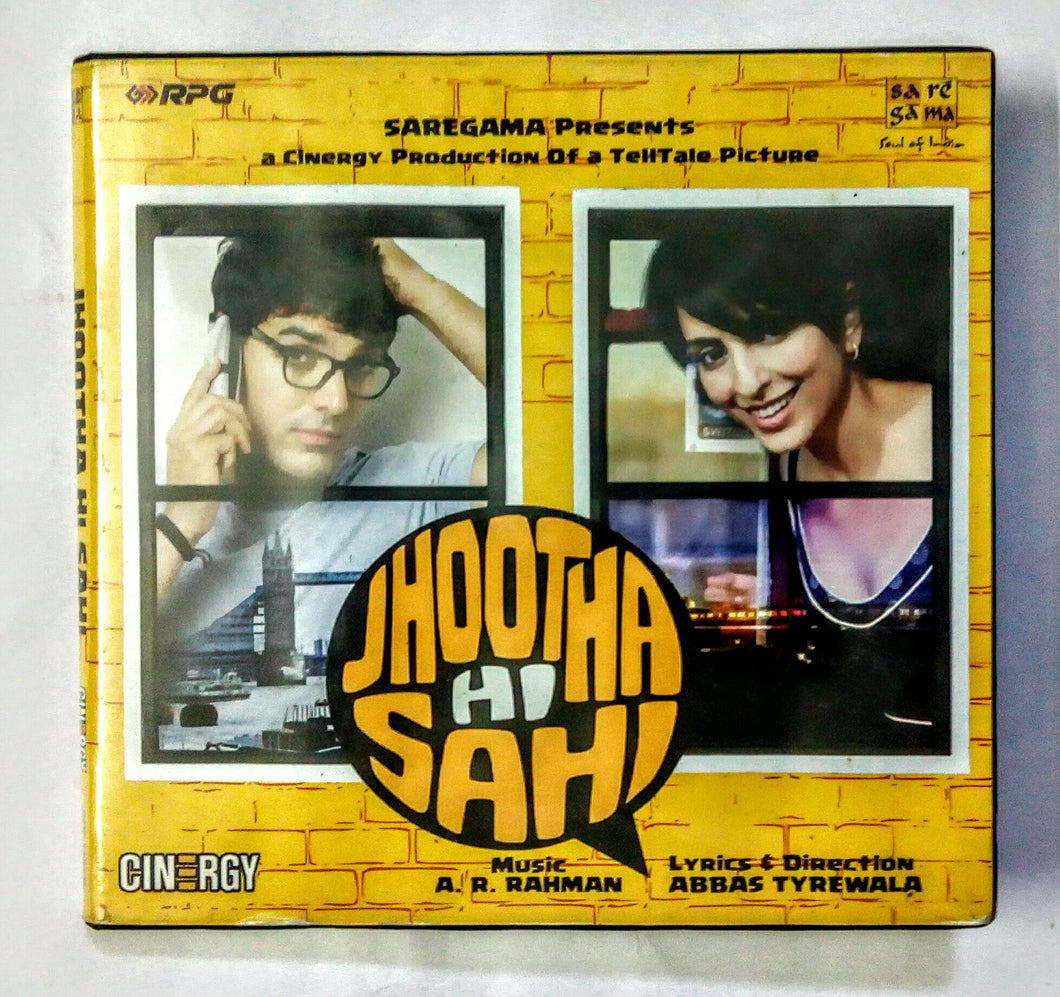 RPG
sa re
ga ma
Soul of India
SAREGAMA Presents
a Cinergy Production Of a TellTale Picture
JHOOTHA
HI
SAHI
JHOOTHA HI SAHI
CINERGY
Music
A. R. RAHMAN
Lyrics & Direction
ABBAS TYREWALA